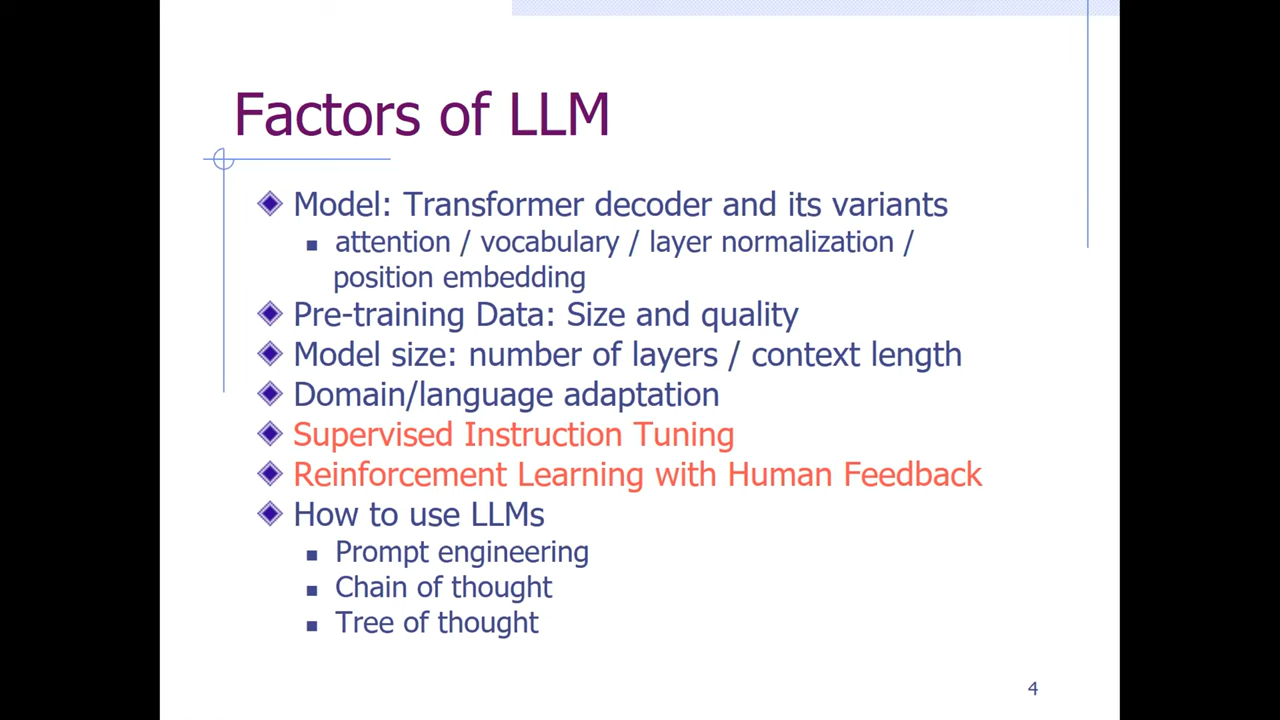 Factors of LLM
Model: Transformer decoder and its variants
attention / vocabulary / layer normalization /
position embedding
Pre-training Data: Size and quality
Model size: number of layers / context length
Domain/language adaptation
Supervised Instruction Tuning
Reinforcement Learning with Human Feedback
How to use LLMs
Prompt engineering
Chain of thought
Tree of thought
4